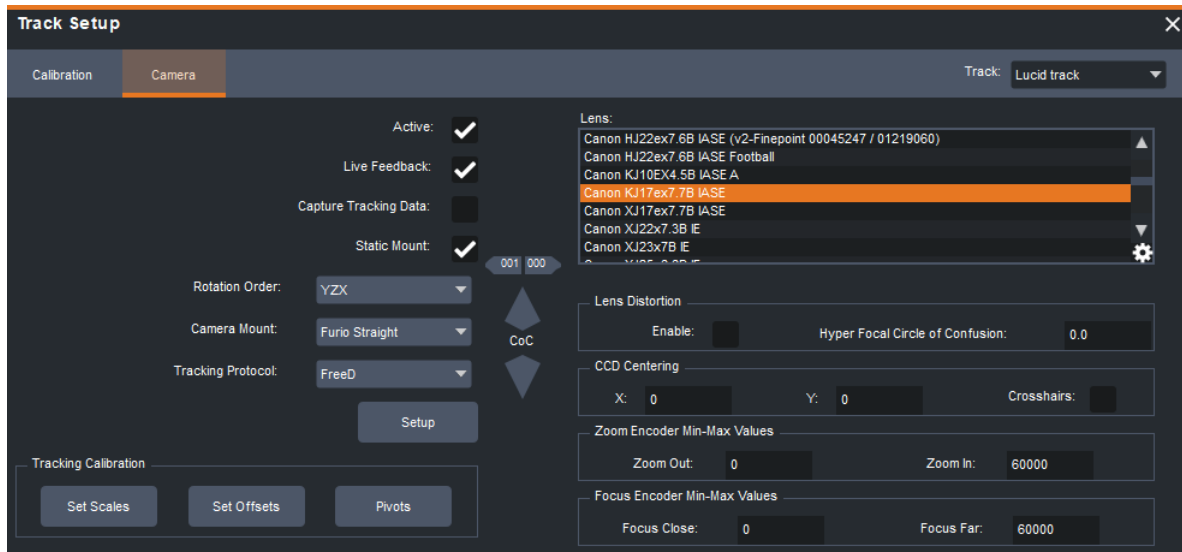 Track Setup
Calibration
Camera
Track:
Lucid track
Active:
Live Feedback:
Capture Tracking Data:
Static Mount:
001 000
Rotation Order:
YZX
Camera Mount:
Furio Straight
CoC
Tracking Protocol:
FreeD
Setup
Tracking Calibration
Set Scales
Set Offsets
Pivots
Lens:
Canon HJ22ex7.6B IASE (v2-Finepoint 00045247 / 01219060)
Canon HJ22ex7.6B IASE Football
Canon KJ10EX4.5B IASE A
Canon KJ17ex7.7B IASE
Canon XJ17ex7.7B IASE
Canon XJ22x7.3B IE
Canon XJ23x7B IE
Lens Distortion
Enable:
Hyper Focal Circle of Confusion:
0.0
CCD Centering
X: 0
Y: 0
Crosshairs:
Zoom Encoder Min-Max Values
Zoom Out: 0
Zoom In: 60000
Focus Encoder Min-Max Values
Focus Close: 0
Focus Far: 60000